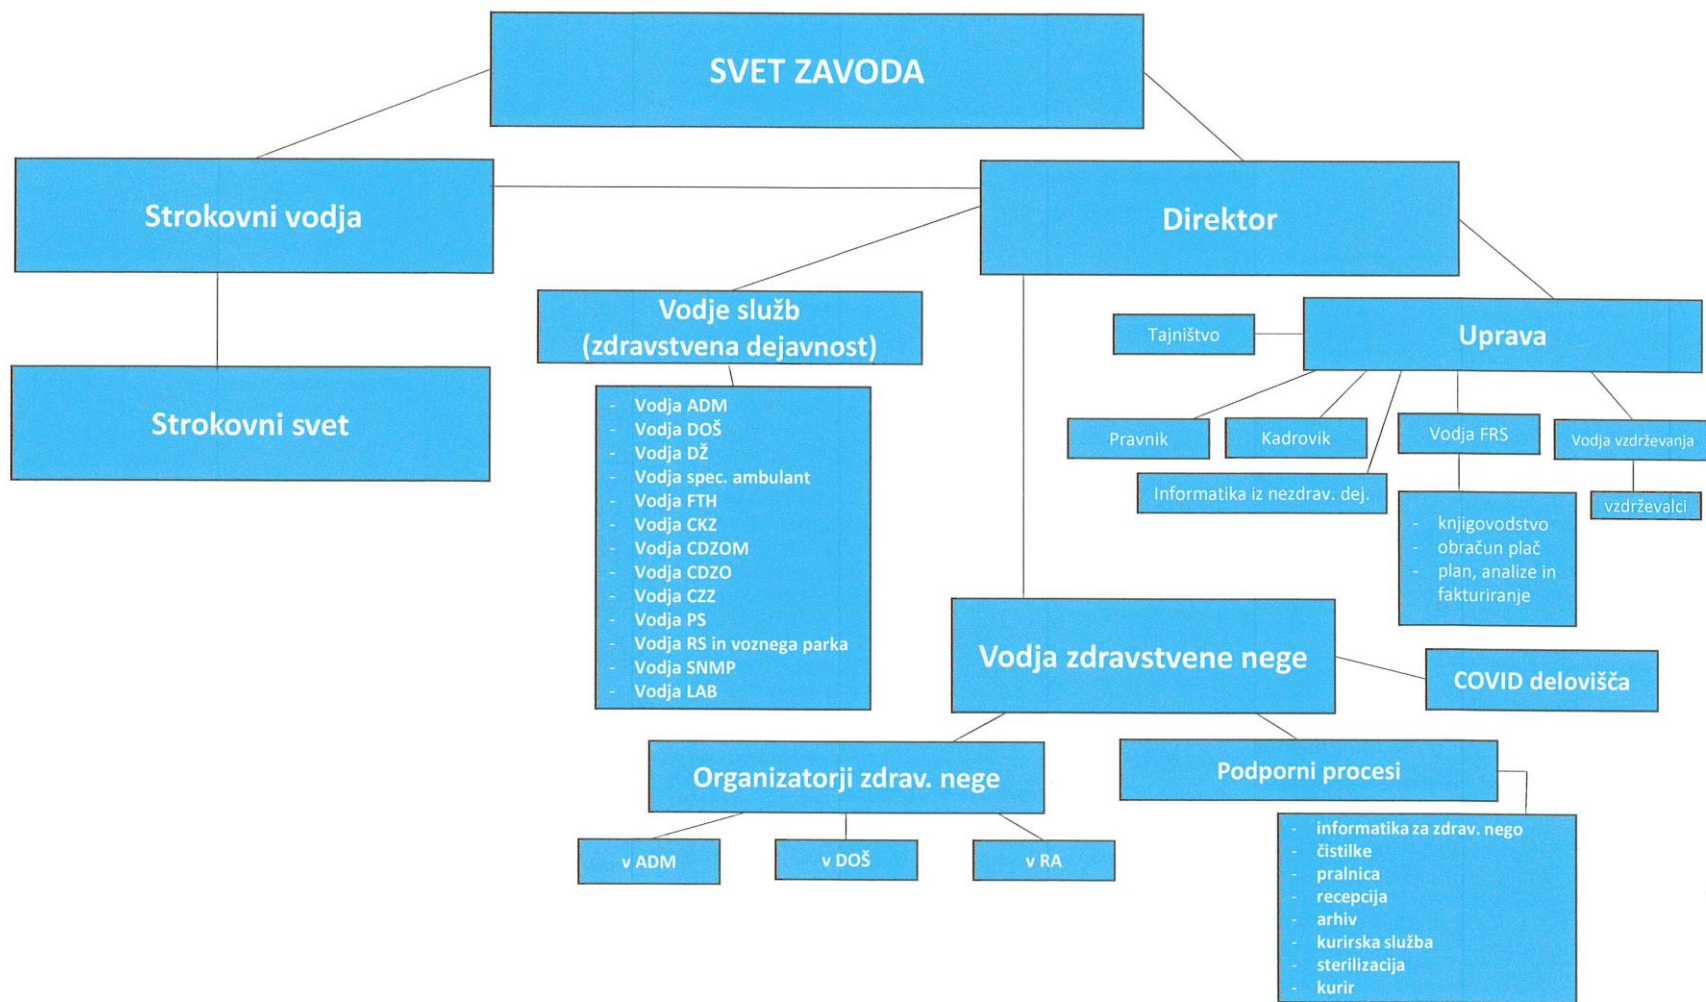 SVET ZAVODA
Strokovni vodja
Direktor
Vodje služb
(zdravstvena dejavnost)
Tajništvo
Uprava
Strokovni svet
- Vodja ADM
- Vodja DOŠ
- Vodja DŽ
- Vodja spec. ambulant
- Vodja FTH
- Vodja CKZ
- Vodja CDZOM
- Vodja CDZO
- Vodja CZZ
- Vodja PS
- Vodja RS in voznega parka
- Vodja SNMP
- Vodja LAB
Pravnik
Kadrovik
Vodja FRS
Vodja vzdrževanja
Informatika iz nezdrav. dej.
vzdrževalci
- knjigovodstvo
- obračun plač
- plan, analize in
fakturiranje
Vodja zdravstvene nege
COVID delovišča
Organizatorji zdrav. nege
Podporni procesi
v ADM
v DOŠ
v RA
- informatika za zdrav. nego
- čistilke
- pralnica
- recepcija
- arhiv
- kurirska služba
- sterilizacija
- kurir